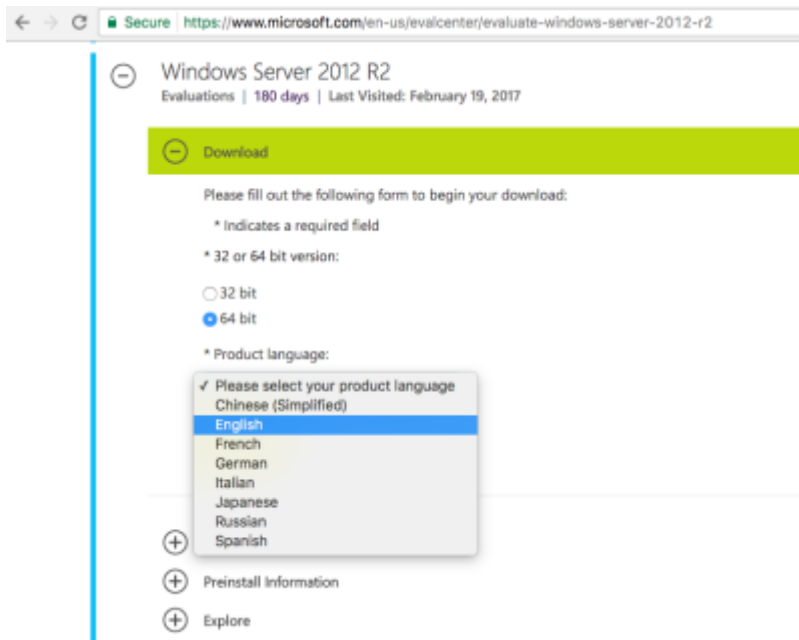 Secure https://www.microsoft.com/en-us/evalcenter/evaluate-windows-server-2012-r2
Windows Server 2012 R2
Evaluations | 180 days | Last Visited: February 19, 2017
Download
Please fill out the following form to begin your download:
* Indicates a required field
* 32 or 64 bit version:
32 bit
64 bit
* Product language:
✓ Please select your product language
Chinese (Simplified)
English
French
German
Italian
Japanese
Russian
Spanish
Preinstall Information
Explore